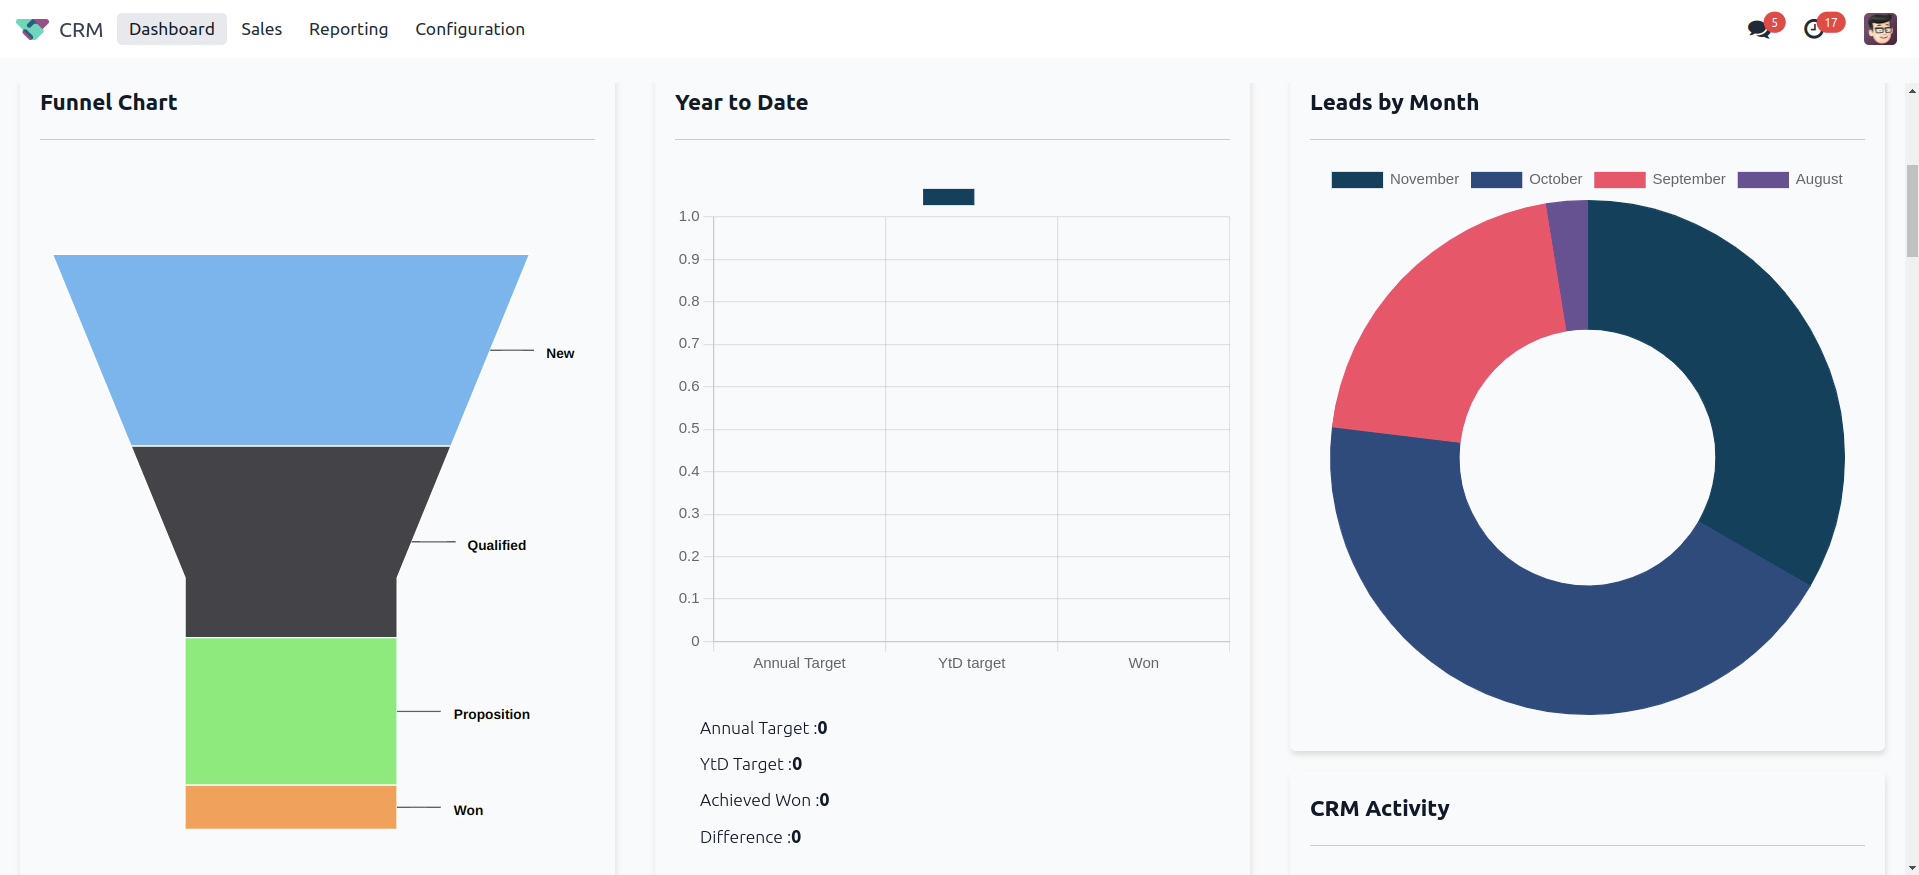 CRM Dashboard Sales Reporting Configuration 5 17
Funnel Chart
New
Qualified
Proposition
Won
Year to Date
1.0
0.9
0.8
0.7
0.6
0.5
0.4
0.3
0.2
0.1
0
Annual Target YtD target Won
Annual Target :0
YtD Target :0
Achieved Won :0
Difference :0
Leads by Month
November October September August
CRM Activity